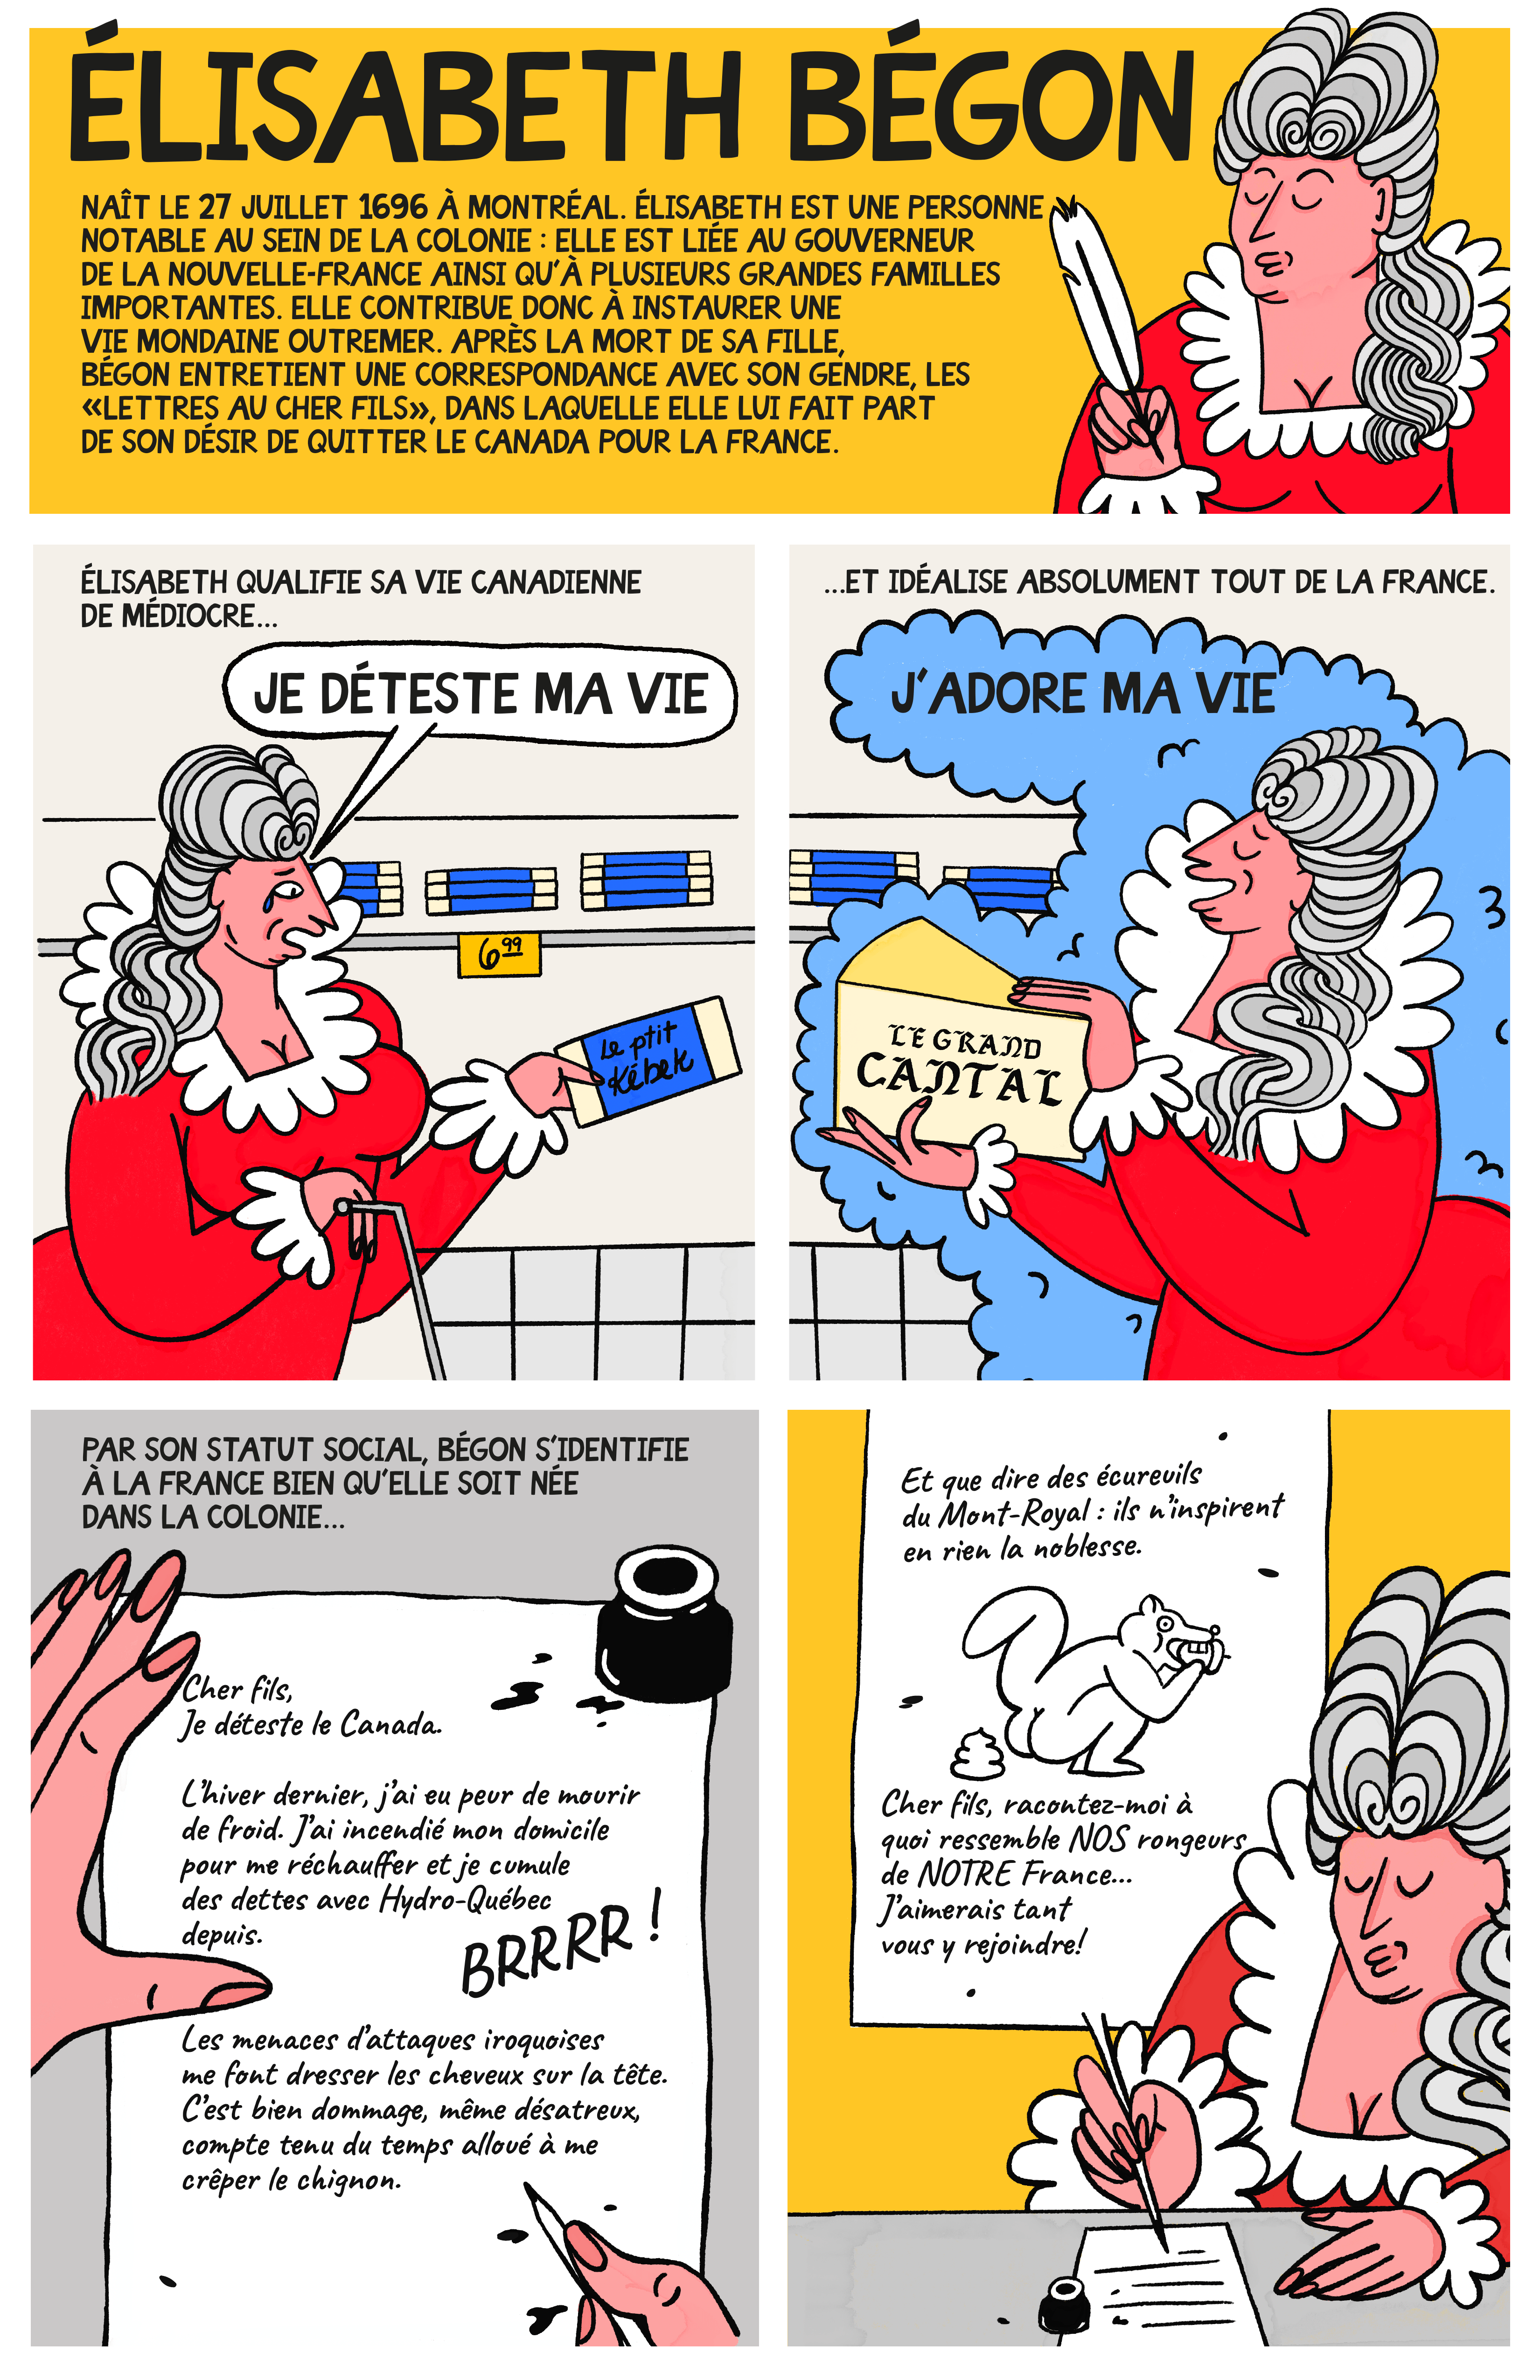 ÉLISABETH BÉGON
NAÎT LE 27 JUILLET 1696 À MONTRÉAL. ÉLISABETH EST UNE PERSONNE
NOTABLE AU SEIN DE LA COLONIE : ELLE EST LIÉE AU GOUVERNEUR
DE LA NOUVELLE-FRANCE AINSI QU'À PLUSIEURS GRANDES FAMILLES
IMPORTANTES. ELLE CONTRIBUE DONC À INSTAURER UNE
VIE MONDAINE OUTREMER. APRÈS LA MORT DE SA FILLE,
BÉGON ENTRETIENT UNE CORRESPONDANCE AVEC SON GENDRE, LES
«LETTRES AU CHER FILS», DANS LAQUELLE ELLE LUI FAIT PART
DE SON DÉSIR DE QUITTER LE CANADA POUR LA FRANCE.
ÉLISABETH QUALIFIE SA VIE CANADIENNE
DE MÉDIOCRE...
JE DÉTESTE MA VIE
6.99
Le ptit
Kébek
...ET IDÉALISE ABSOLUMENT TOUT DE LA FRANCE.
J'ADORE MA VIE
LE GRAND
CANTAL
PAR SON STATUT SOCIAL, BÉGON S'IDENTIFIE
À LA FRANCE BIEN QU'ELLE SOIT NÉE
DANS LA COLONIE...
Cher fils,
Je déteste le Canada.
L'hiver dernier, j'ai eu peur de mourir
de froid. J'ai incendié mon domicile
pour me réchauffer et je cumule
des dettes avec Hydro-Québec
depuis.
BRRRR !
Les menaces d'attaques iroquoises
me font dresser les cheveux sur la tête.
C'est bien dommage, même désatreux,
compte tenu du temps alloué à me
crêper le chignon.
Et que dire des écureuils
du Mont-Royal : ils n'inspirent
en rien la noblesse.
Cher fils, racontez-moi à
quoi ressemble NOS rongeurs
de NOTRE France...
J'aimerais tant
vous y rejoindre!